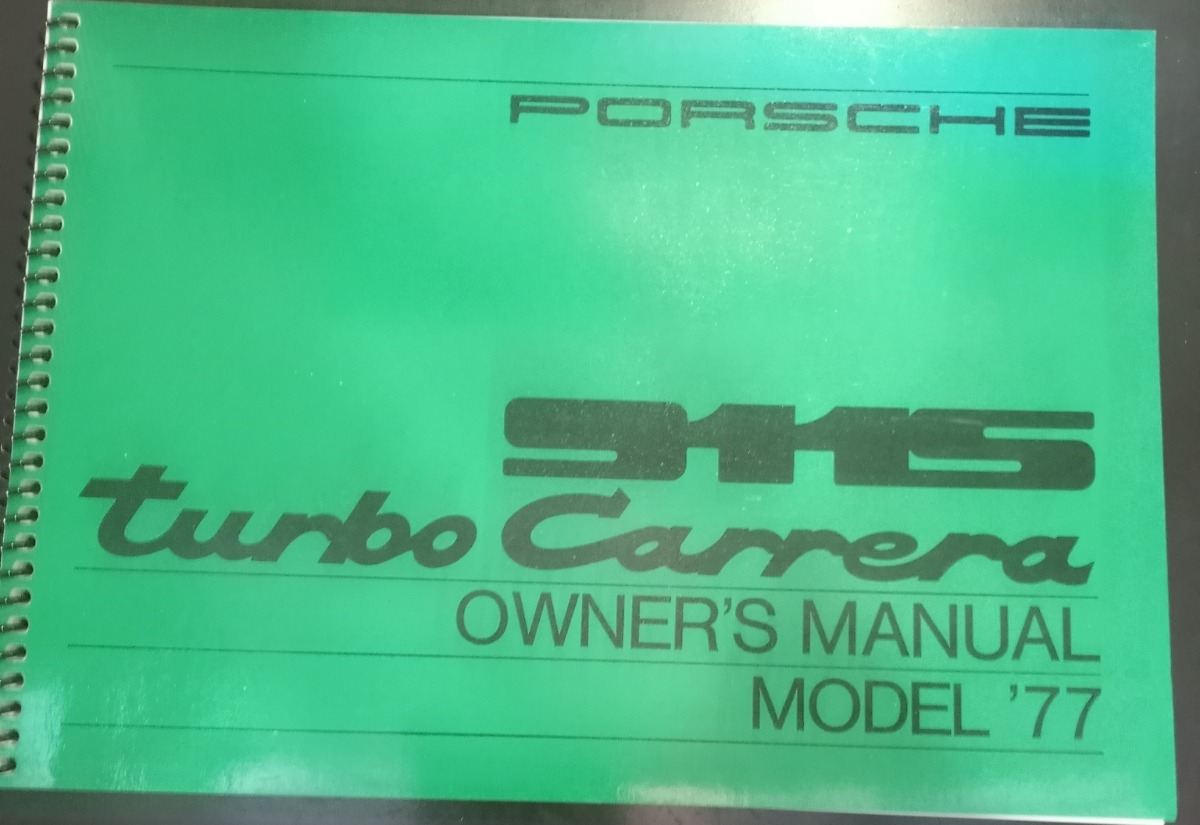 PORSCHE
911S
turbo Carrera
OWNER'S MANUAL
MODEL '77